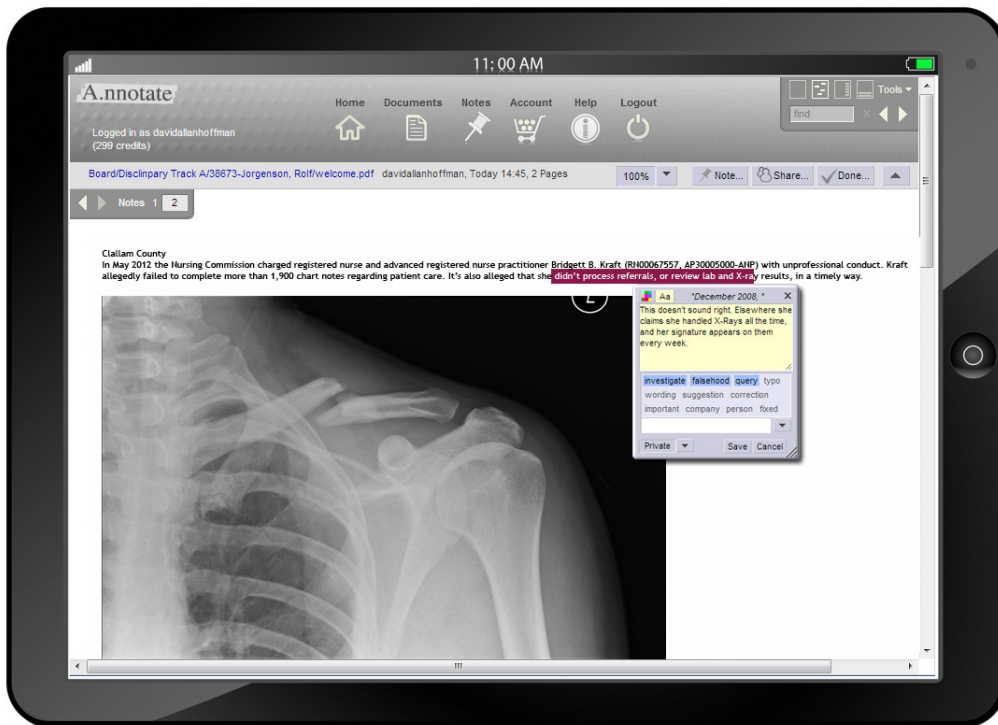 11:00 AM
A.nnotate
Home Documents Notes Account Help Logout
Tools
find X
Logged in as davidallanhoffman
(299 credits)
Board/Disclinpary Track A/38673-Jorgenson, Rolf/welcome.pdf davidallanhoffman, Today 14:45, 2 Pages 100% Note... Share... Done...
Notes 1 2
Clallam County
In May 2012 the Nursing Commission charged registered nurse and advanced registered nurse practitioner Bridgett B. Kraft (RN00067557, AP30005000-ANP) with unprofessional conduct. Kraft
allegedly failed to complete more than 1,900 chart notes regarding patient care. It's also alleged that she didn't process referrals, or review lab and X-ray results, in a timely way.
L
Aa "December 2008, " X
This doesn't sound right. Elsewhere she
claims she handled X-Rays all the time,
and her signature appears on them
every week.
investigate falsehood query typo
wording suggestion correction
important company person fixed
Private Save Cancel